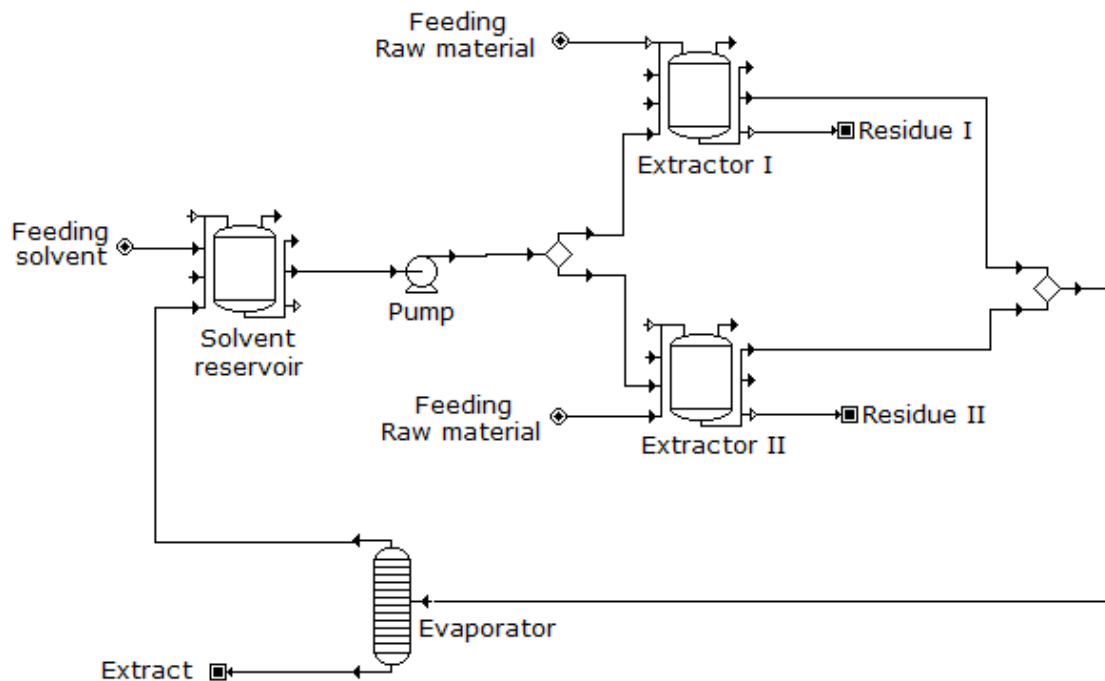 Feeding
Raw material
Residue I
Extractor I
Feeding
solvent
Pump
Solvent
reservoir
Feeding
Raw material
Residue II
Extractor II
Evaporator
Extract